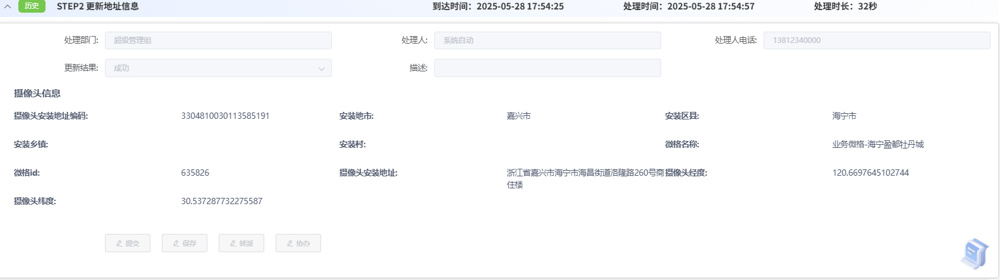 历史 STEP2 更新地址信息 到达时间：2025-05-28 17:54:25 处理时间：2025-05-28 17:54:57 处理时长：32秒
处理部门: 超级管理组 处理人: 系统自动 处理人电话: 13812340000
更新结果: 成功 描述:
摄像头信息
摄像头安装地址编码: 3304810030113585191 安装地市: 嘉兴市 安装区县: 海宁市
安装乡镇: 安装村: 微格名称: 业务微格-海宁盈都牡丹城
微格id: 635826 摄像头安装地址: 浙江省嘉兴市海宁市海昌街道洛隆路260号商 摄像头经度: 120.6697645102744
住楼
摄像头纬度: 30.537287732275587
提交 保存 转派 协办